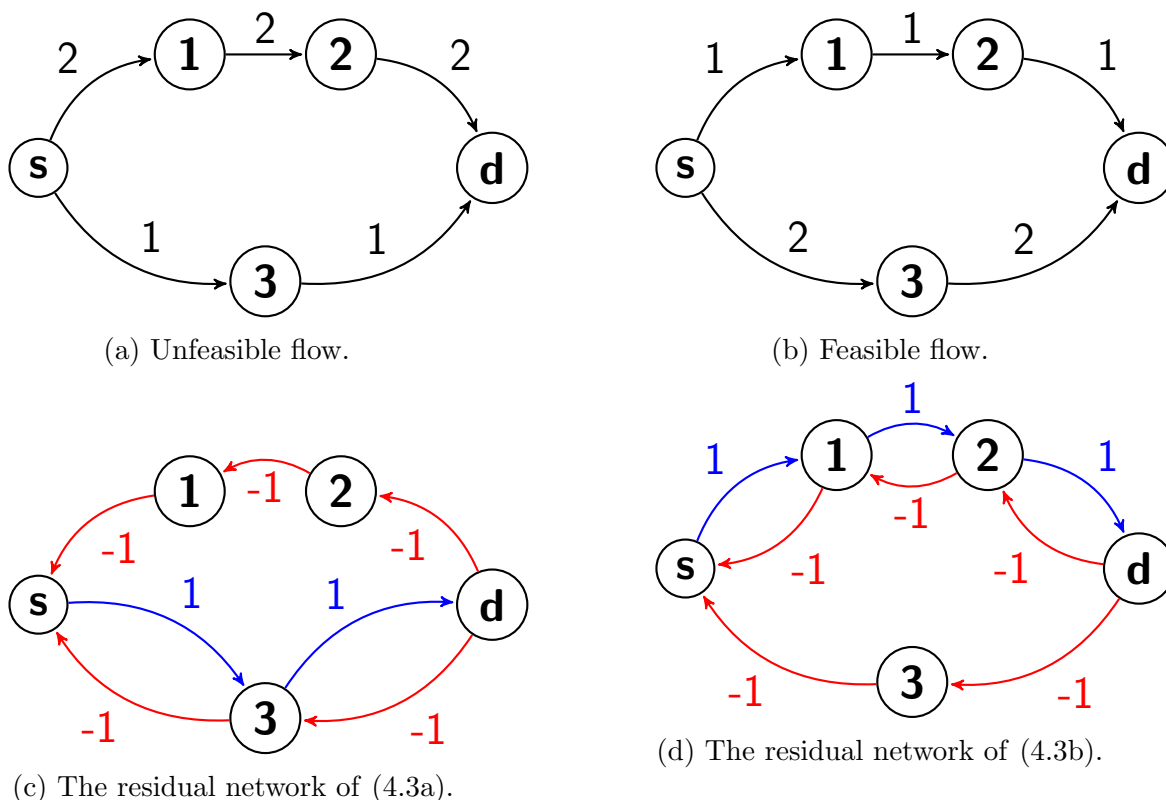 2 1 2 2 2
s d
1 3 1
(a) Unfeasible flow.
1 1 1 2 1
s d
2 3 2
(b) Feasible flow.
1 -1 2
-1 -1
s 1 1 d
-1 3 -1
(c) The residual network of (4.3a).
1
1 1 2 1
-1
s -1 -1 d
-1 3 -1
(d) The residual network of (4.3b).